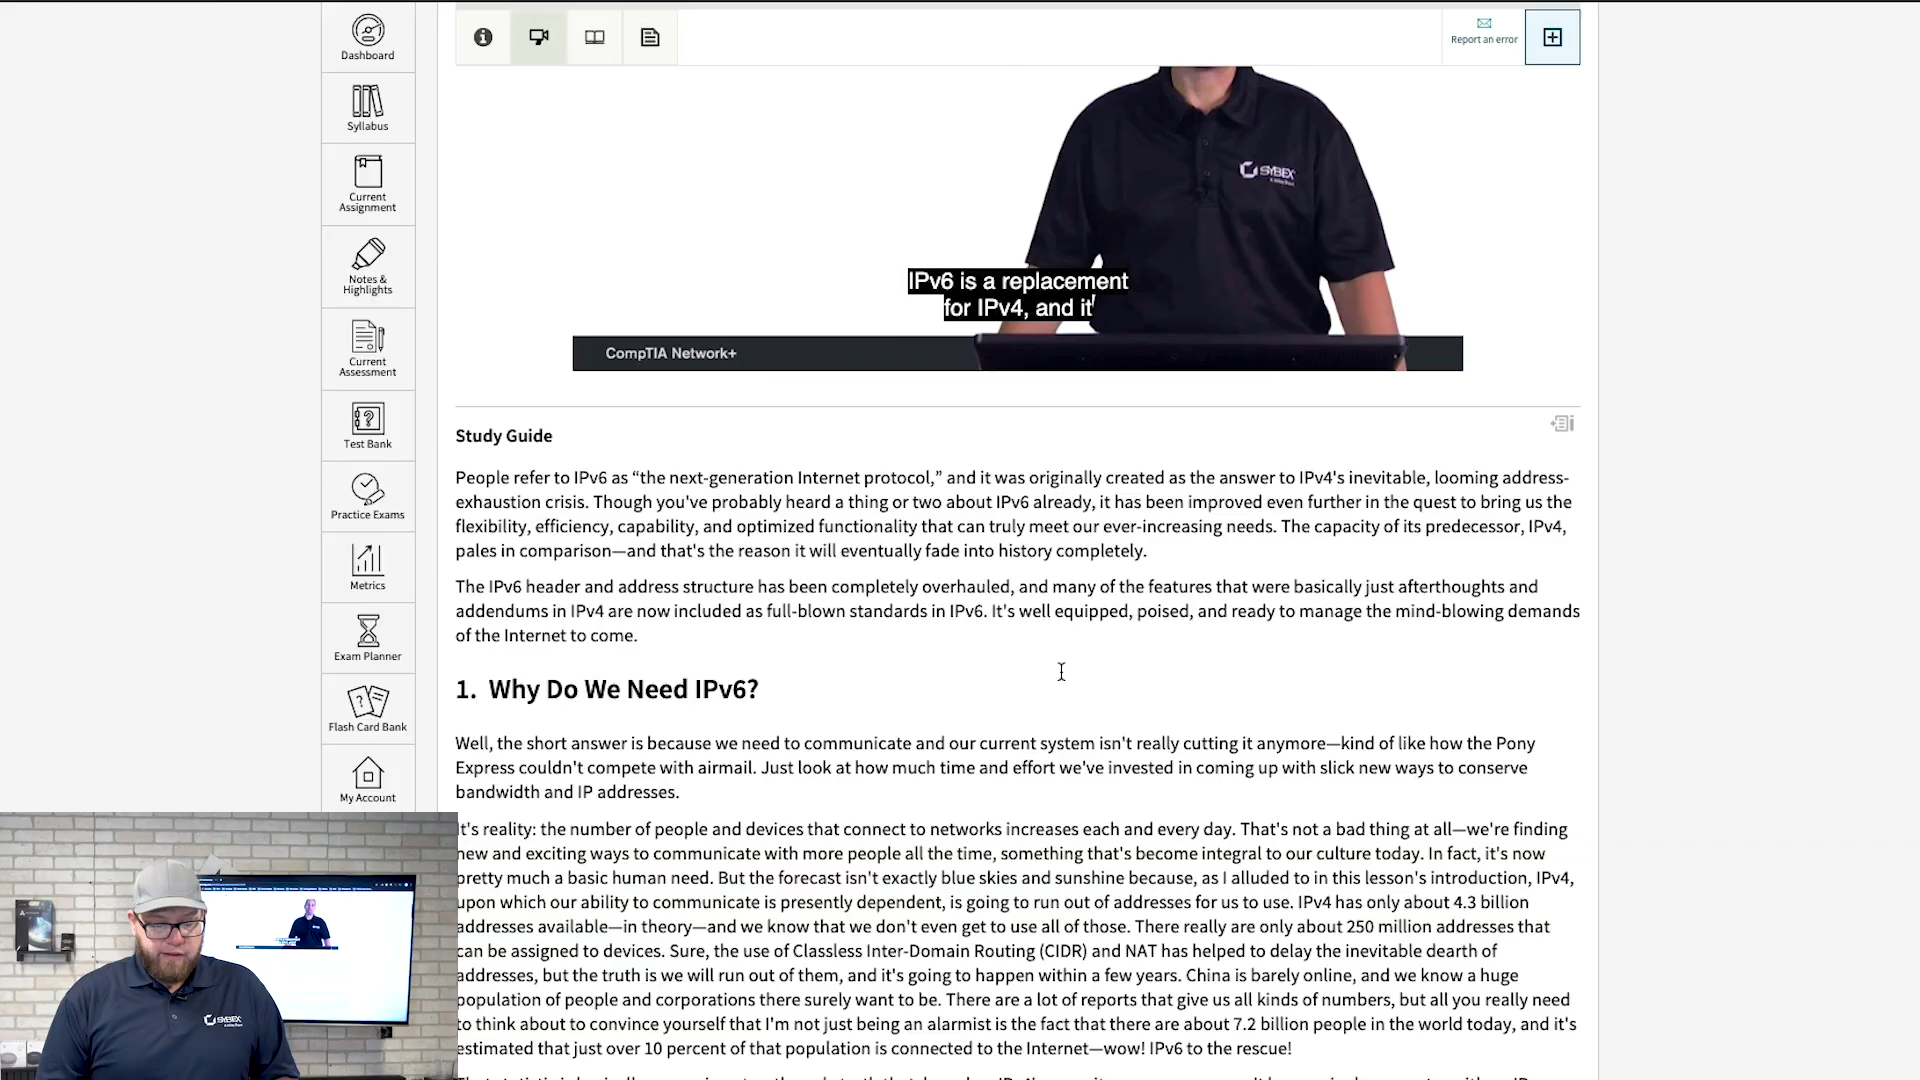 Dashboard
Syllabus
Current
Assignment
Notes &
Highlights
Current
Assessment
Test Bank
Practice Exams
Metrics
Exam Planner
Flash Card Bank
My Account
Report an error
SYBEX
IPv6 is a replacement
for IPv4, and it'
CompTIA Network+
Study Guide
People refer to IPv6 as “the next-generation Internet protocol,” and it was originally created as the answer to IPv4's inevitable, looming address-
exhaustion crisis. Though you've probably heard a thing or two about IPv6 already, it has been improved even further in the quest to bring us the
flexibility, efficiency, capability, and optimized functionality that can truly meet our ever-increasing needs. The capacity of its predecessor, IPv4,
pales in comparison—and that's the reason it will eventually fade into history completely.
The IPv6 header and address structure has been completely overhauled, and many of the features that were basically just afterthoughts and
addendums in IPv4 are now included as full-blown standards in IPv6. It's well equipped, poised, and ready to manage the mind-blowing demands
of the Internet to come.
1. Why Do We Need IPv6?
Well, the short answer is because we need to communicate and our current system isn't really cutting it anymore—kind of like how the Pony
Express couldn't compete with airmail. Just look at how much time and effort we've invested in coming up with slick new ways to conserve
bandwidth and IP addresses.
It's reality: the number of people and devices that connect to networks increases each and every day. That's not a bad thing at all—we're finding
new and exciting ways to communicate with more people all the time, something that's become integral to our culture today. In fact, it's now
pretty much a basic human need. But the forecast isn't exactly blue skies and sunshine because, as I alluded to in this lesson's introduction, IPv4,
upon which our ability to communicate is presently dependent, is going to run out of addresses for us to use. IPv4 has only about 4.3 billion
addresses available—in theory—and we know that we don't even get to use all of those. There really are only about 250 million addresses that
can be assigned to devices. Sure, the use of Classless Inter-Domain Routing (CIDR) and NAT has helped to delay the inevitable dearth of
addresses, but the truth is we will run out of them, and it's going to happen within a few years. China is barely online, and we know a huge
population of people and corporations there surely want to be. There are a lot of reports that give us all kinds of numbers, but all you really need
to think about to convince yourself that I'm not just being an alarmist is the fact that there are about 7.2 billion people in the world today, and it's
estimated that just over 10 percent of that population is connected to the Internet—wow! IPv6 to the rescue!
SYBEX